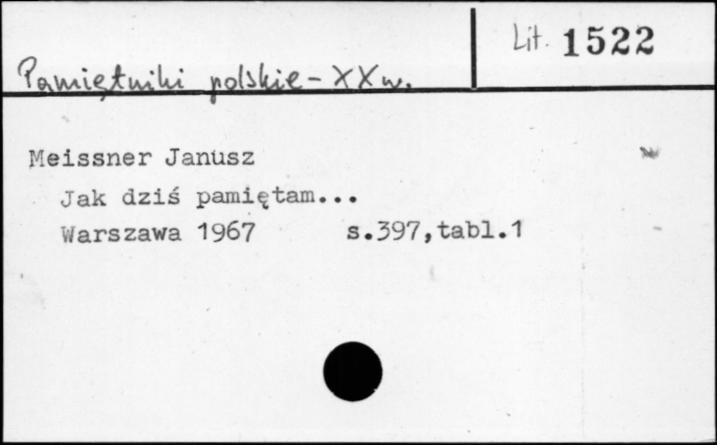 Lit. 1522
Pamiętniki polskie - XX w.
Meissner Janusz
Jak dziś pamiętam...
Warszawa 1967 s.397,tabl.1